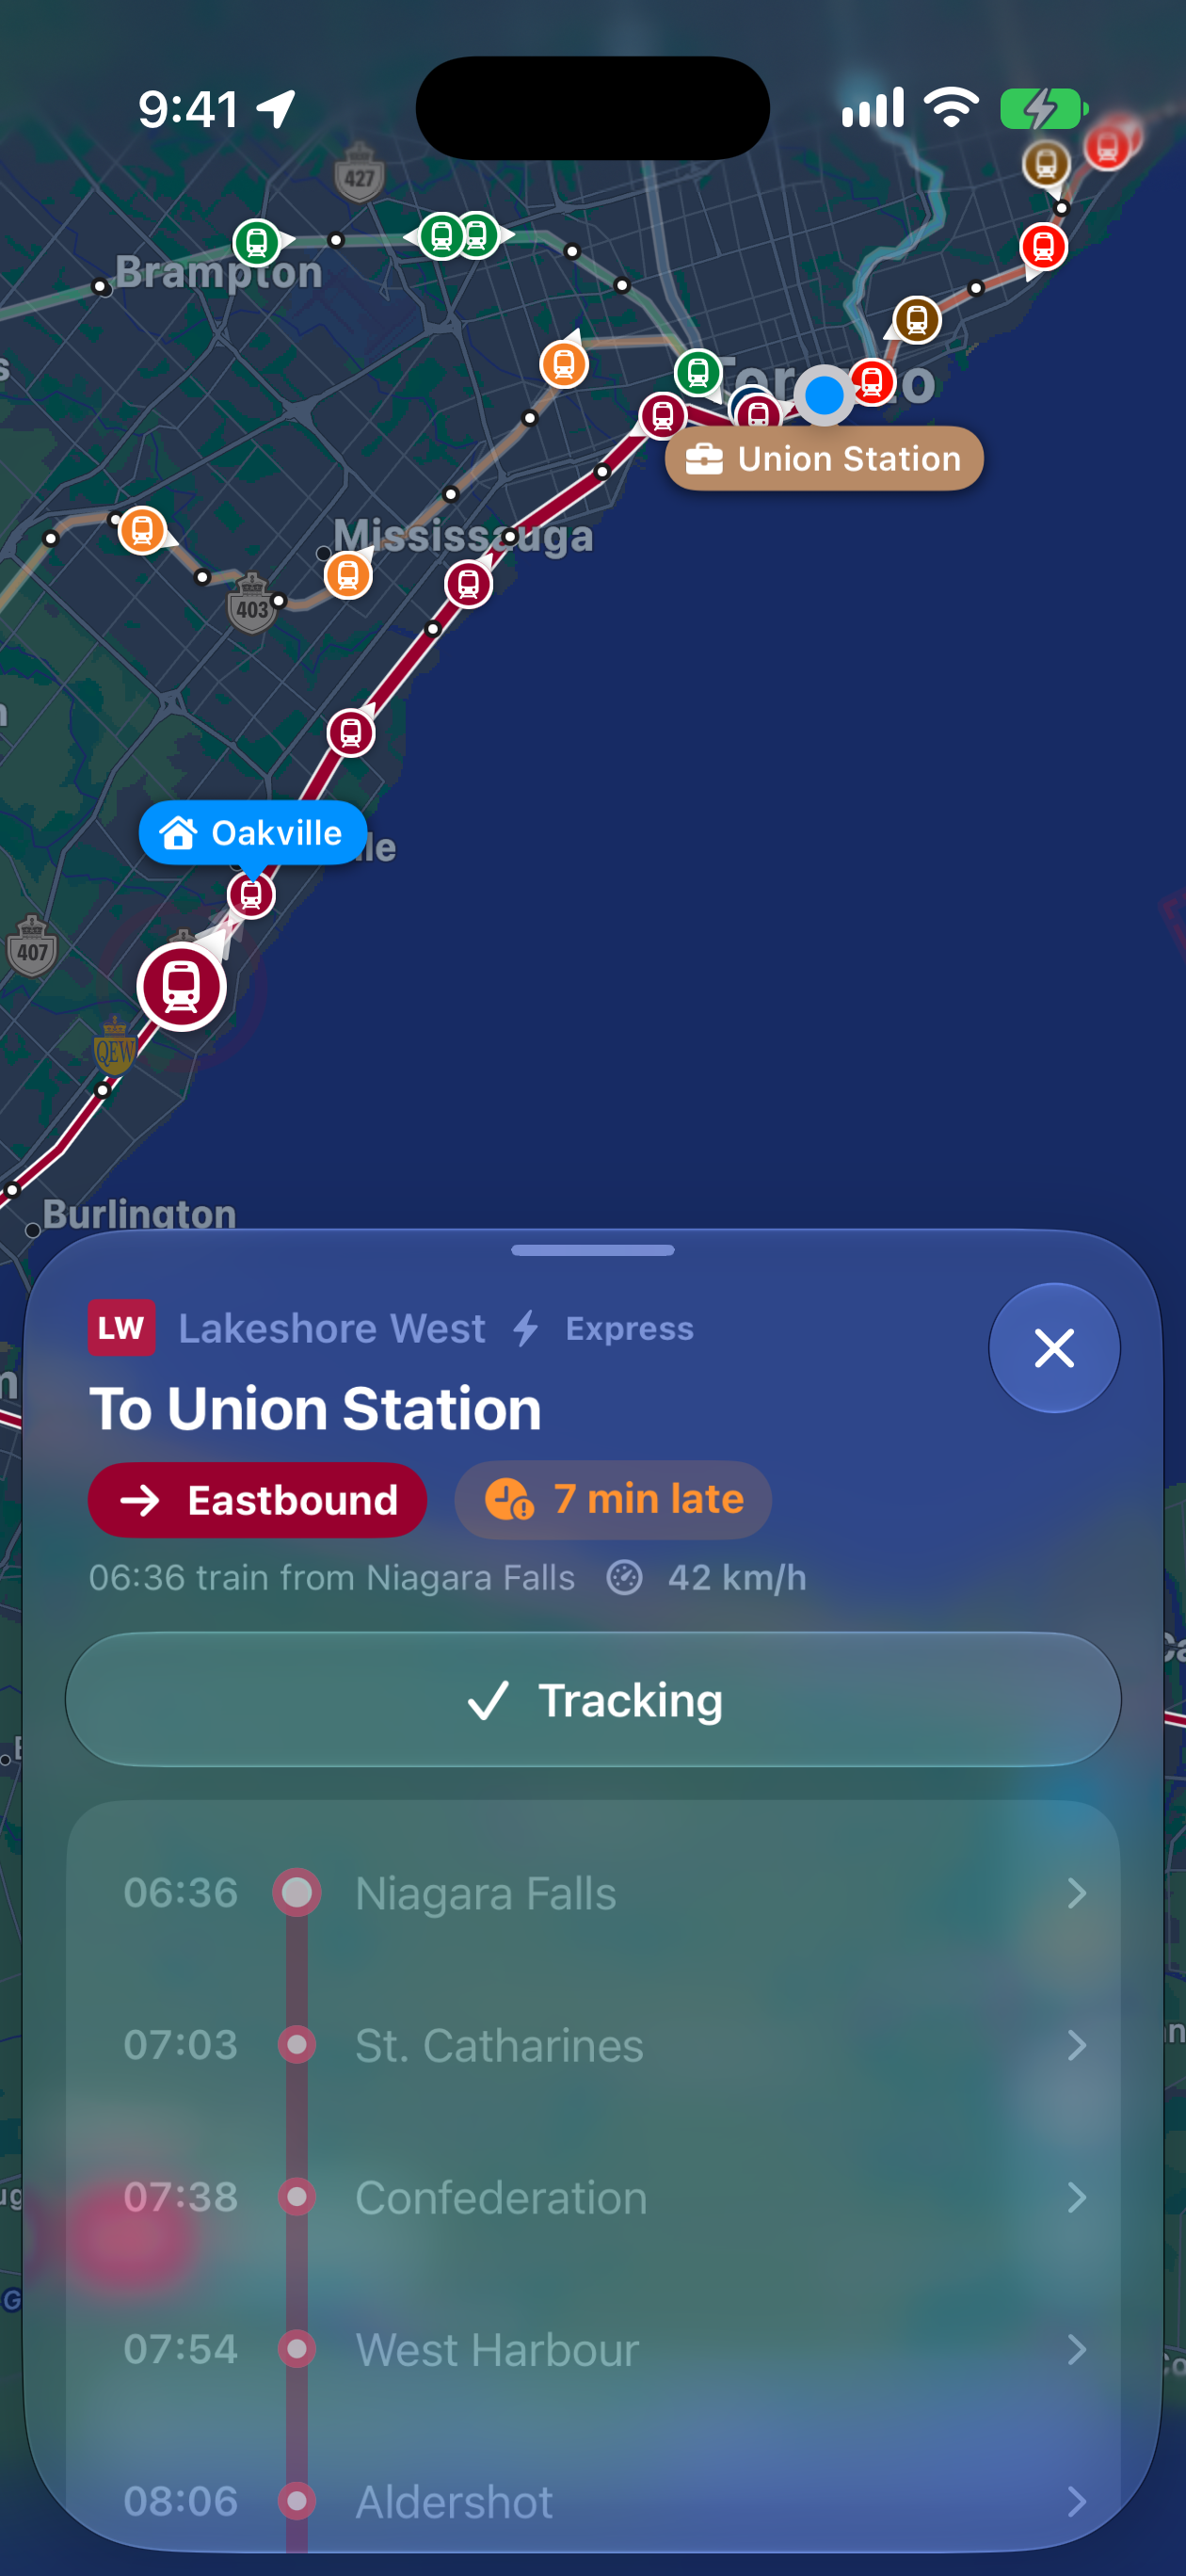 9:41
427
Brampton
Toronto
Union Station
Mississauga
403
Oakville
407
QEW
Burlington
LW Lakeshore West Express
To Union Station
Eastbound 7 min late
06:36 train from Niagara Falls 42 km/h
Tracking
06:36 Niagara Falls
07:03 St. Catharines
07:38 Confederation
07:54 West Harbour
08:06 Aldershot